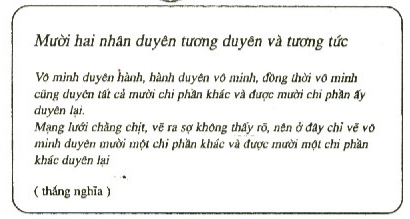 Mười hai nhân duyên tương duyên và tương tức
Vô minh duyên hành, hành duyên vô minh, đồng thời vô minh
cũng duyên tất cả mười chi phần khác và được mười chi phần ấy
duyên lại.
Mạng lưới chằng chịt, vẽ ra sợ không thấy rõ, nên ở đây chỉ vẽ vô
minh duyên mười một chi phần khác và được mười một chi phần
khác duyên lại
( thắng nghĩa )